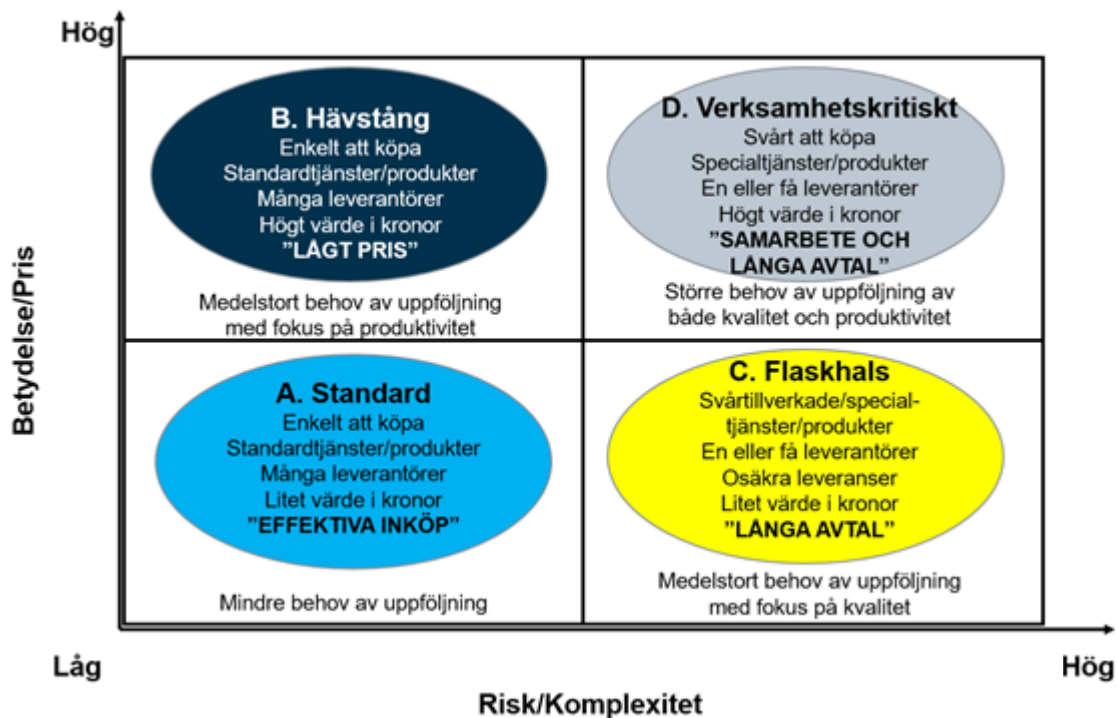 Hög
Betydelse/Pris
B. Hävstång
Enkelt att köpa
Standardtjänster/produkter
Många leverantörer
Högt värde i kronor
”LÅGT PRIS”
Medelstort behov av uppföljning
med fokus på produktivitet
D. Verksamhetskritiskt
Svårt att köpa
Specialtjänster/produkter
En eller få leverantörer
Högt värde i kronor
”SAMARBETE OCH
LÅNGA AVTAL”
Större behov av uppföljning av
både kvalitet och produktivitet
A. Standard
Enkelt att köpa
Standardtjänster/produkter
Många leverantörer
Litet värde i kronor
”EFFEKTIVA INKÖP”
Mindre behov av uppföljning
C. Flaskhals
Svårtillverkade/special-
tjänster/produkter
En eller få leverantörer
Osäkra leveranser
Litet värde i kronor
”LÅNGA AVTAL”
Medelstort behov av uppföljning
med fokus på kvalitet
Låg
Hög
Risk/Komplexitet